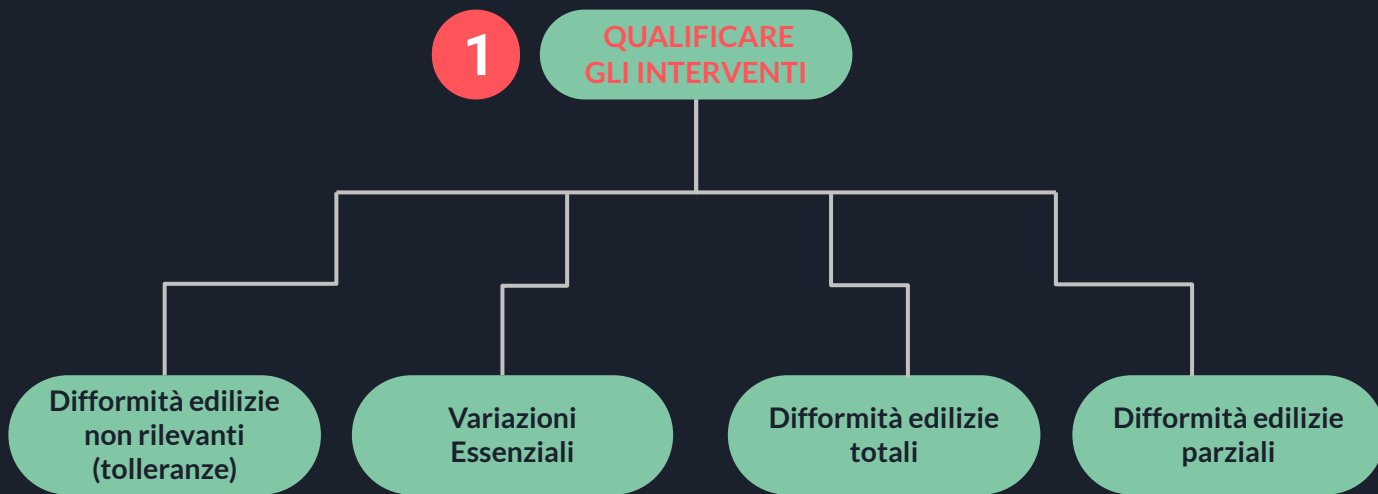 1
QUALIFICARE
GLI INTERVENTI
Difformità edilizie
non rilevanti
(tolleranze)
Variazioni
Essenziali
Difformità edilizie
totali
Difformità edilizie
parziali